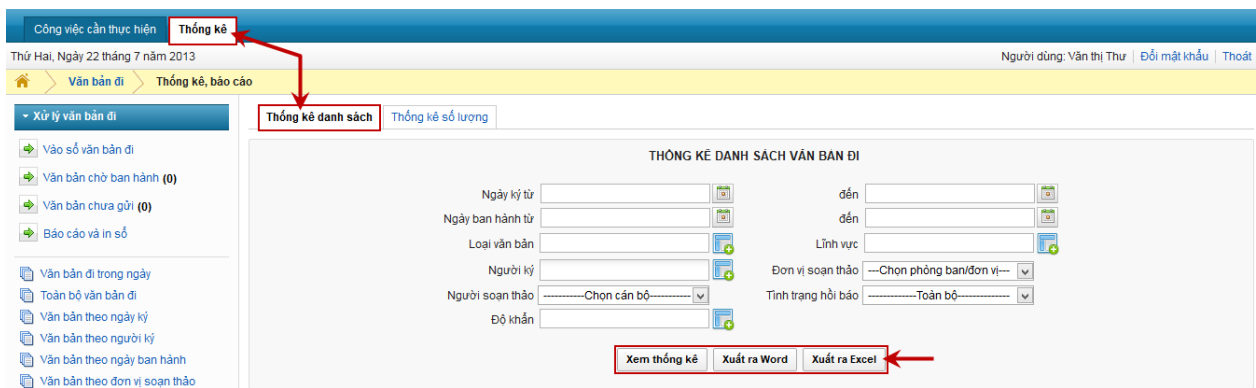 Công việc cần thực hiện Thống kê
Thứ Hai, Ngày 22 tháng 7 năm 2013 Người dùng: Văn thị Thư | Đổi mật khẩu | Thoát
Văn bản đi Thống kê, báo cáo
Xử lý văn bản đi
Vào sổ văn bản đi
Văn bản chờ ban hành (0)
Văn bản chưa gửi (0)
Báo cáo và in sổ
Văn bản đi trong ngày
Toàn bộ văn bản đi
Văn bản theo ngày ký
Văn bản theo người ký
Văn bản theo ngày ban hành
Văn bản theo đơn vị soạn thảo
Thống kê danh sách Thống kê số lượng
THỐNG KÊ DANH SÁCH VĂN BẢN ĐI
Ngày ký từ đến
Ngày ban hành từ đến
Loại văn bản Lĩnh vực
Người ký Đơn vị soạn thảo ---Chọn phòng ban/đơn vị---
Người soạn thảo -----------Chọn cán bộ----------- Tình trạng hồi báo -------------Toàn bộ--------------
Độ khẩn
Xem thống kê Xuất ra Word Xuất ra Excel